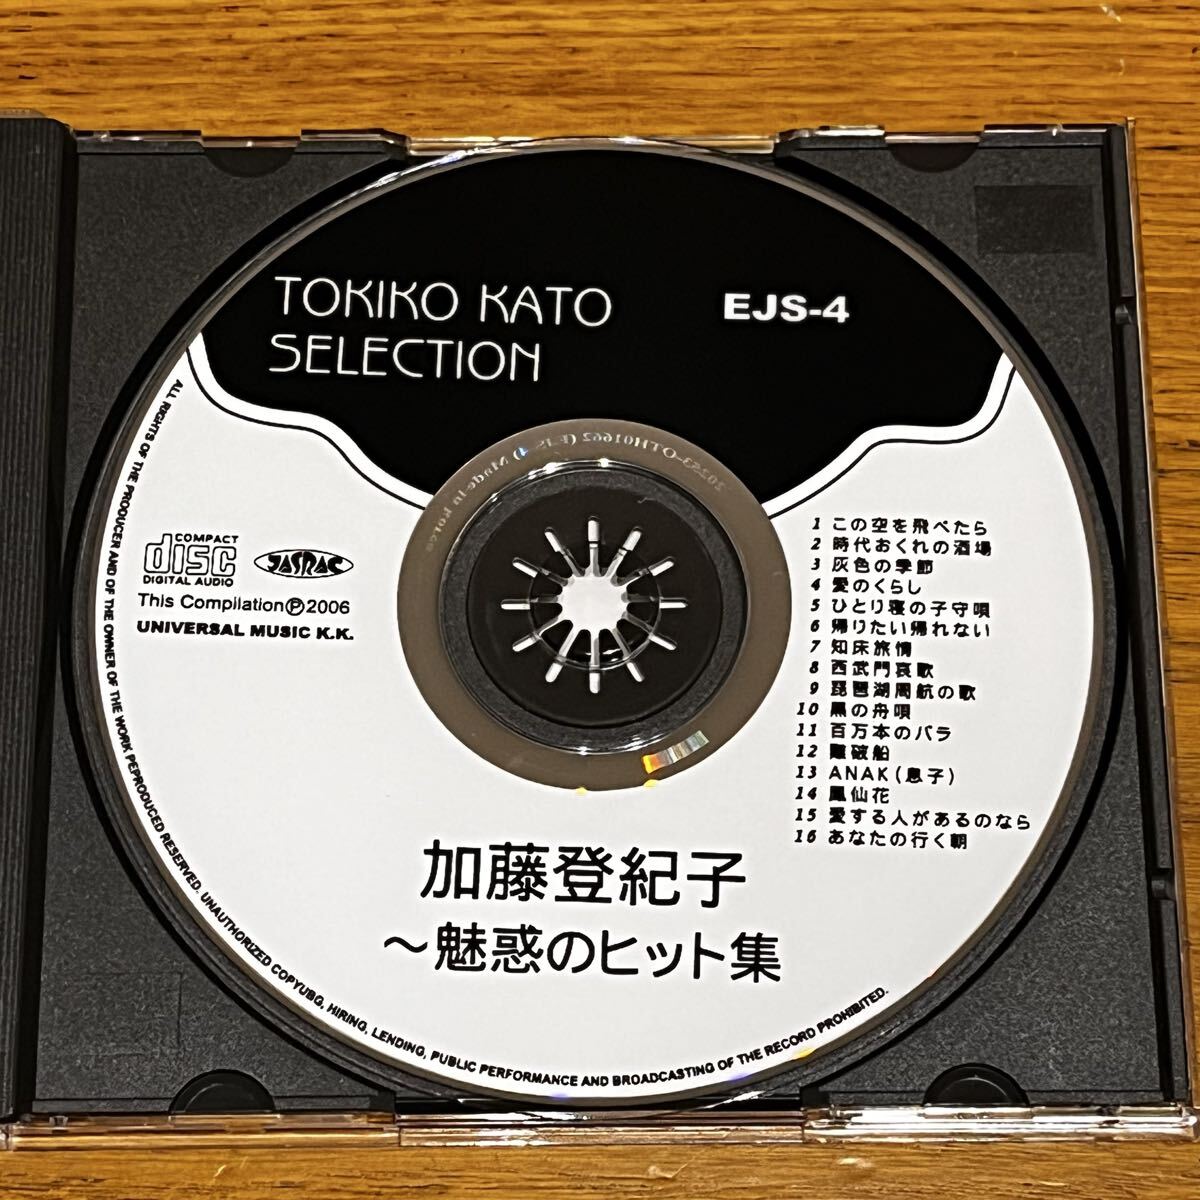 TOKIKO KATO
SELECTION
EJS-4
COMPACT
disc
DIGITAL AUDIO
JASRAC
This Compilation Ⓟ2006
UNIVERSAL MUSIC K.K.
1 この空を飛べたら
2 時代おくれの酒場
3 灰色の季節
4 愛のくらし
5 ひとり寝の子守唄
6 帰りたい帰れない
7 知床旅情
8 西武門哀歌
9 琵琶湖周航の歌
10 黒の舟唄
11 百万本のバラ
12 難破船
13 ANAK(息子)
14 鳳仙花
15 愛する人があるのなら
16 あなたの行く朝
加藤登紀子
～魅惑のヒット集
ALL RIGHTS OF THE PRODUCER AND OF THE OWNER OF THE WORK PEPRODUCED RESERVED. UNAUTHORIZED COPYUBG, HIRING, LENDING, PUBLIC PERFORMANCE AND BROADCASTING OF THE RECORD PROHIBITED.